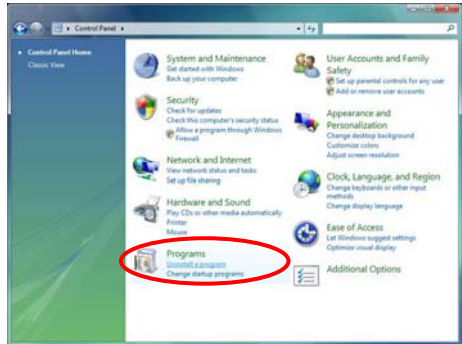 Control Panel
Control Panel Home
Classic View
System and Maintenance
Get started with Windows
Back up your computer
Security
Check for updates
Check this computer's security status
Allow a program through Windows
Firewall
Network and Internet
View network status and tasks
Set up file sharing
Hardware and Sound
Play CDs or other media automatically
Printer
Mouse
Programs
Uninstall a program
Change startup programs
User Accounts and Family
Safety
Set up parental controls for any user
Add or remove user accounts
Appearance and
Personalization
Change desktop background
Customize colors
Adjust screen resolution
Clock, Language, and Region
Change keyboards or other input
methods
Change display language
Ease of Access
Let Windows suggest settings
Optimize visual display
Additional Options